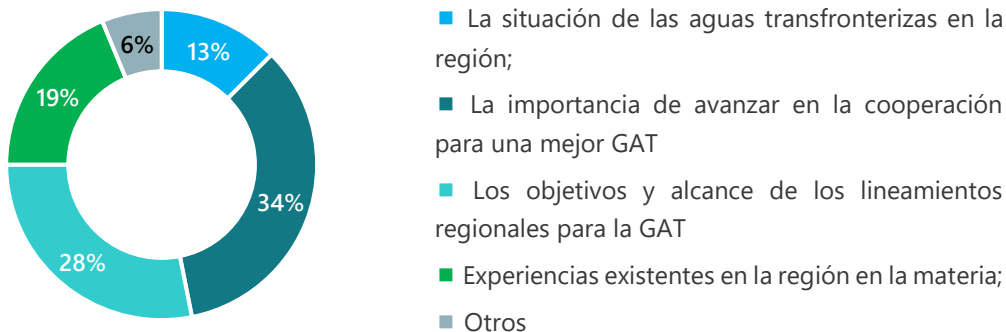 6%
13%
19%
34%
28%
La situación de las aguas transfronterizas en la
región;
La importancia de avanzar en la cooperación
para una mejor GAT
Los objetivos y alcance de los lineamientos
regionales para la GAT
Experiencias existentes en la región en la materia;
Otros